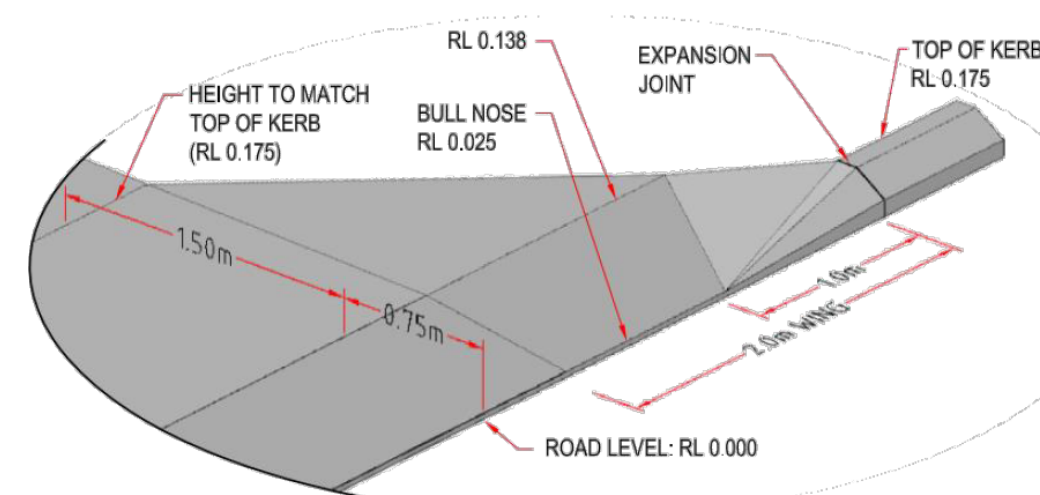 RL 0.138
EXPANSION
JOINT
TOP OF KERB
RL 0.175
HEIGHT TO MATCH
TOP OF KERB
(RL 0.175)
BULL NOSE
RL 0.025
1.50m
0.75m
1.0m
2.0m WING
ROAD LEVEL: RL 0.000